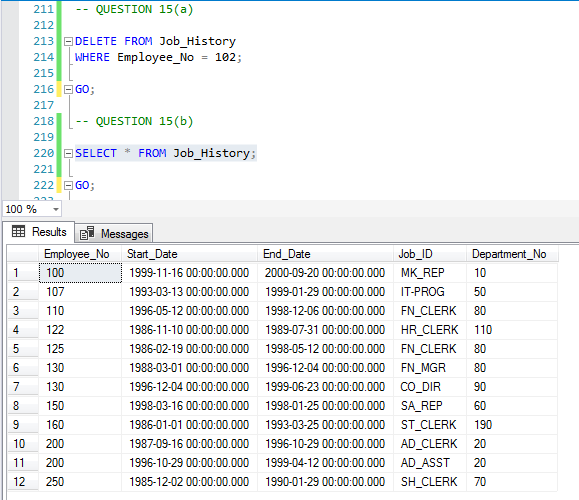 211 -- QUESTION 15(a)
212
213 DELETE FROM Job_History
214 WHERE Employee_No = 102;
215
216 GO;
217
218 -- QUESTION 15(b)
219
220 SELECT * FROM Job_History;
221
222 GO;
100 %
Results Messages
Employee_No Start_Date End_Date Job_ID Department_No
1 100 1999-11-16 00:00:00.000 2000-09-20 00:00:00.000 MK_REP 10
2 107 1993-03-13 00:00:00.000 1999-01-29 00:00:00.000 IT-PROG 50
3 110 1996-05-12 00:00:00.000 1998-12-06 00:00:00.000 FN_CLERK 80
4 122 1986-11-10 00:00:00.000 1989-07-31 00:00:00.000 HR_CLERK 110
5 125 1986-02-19 00:00:00.000 1998-05-12 00:00:00.000 FN_CLERK 80
6 130 1988-03-01 00:00:00.000 1996-12-04 00:00:00.000 FN_MGR 80
7 130 1996-12-04 00:00:00.000 1999-06-23 00:00:00.000 CO_DIR 90
8 150 1998-03-16 00:00:00.000 1998-01-25 00:00:00.000 SA_REP 60
9 160 1986-01-01 00:00:00.000 1993-03-25 00:00:00.000 ST_CLERK 190
10 200 1987-09-16 00:00:00.000 1996-10-29 00:00:00.000 AD_CLERK 20
11 200 1996-10-29 00:00:00.000 1999-04-12 00:00:00.000 AD_ASST 20
12 250 1985-12-02 00:00:00.000 1990-01-29 00:00:00.000 SH_CLERK 70